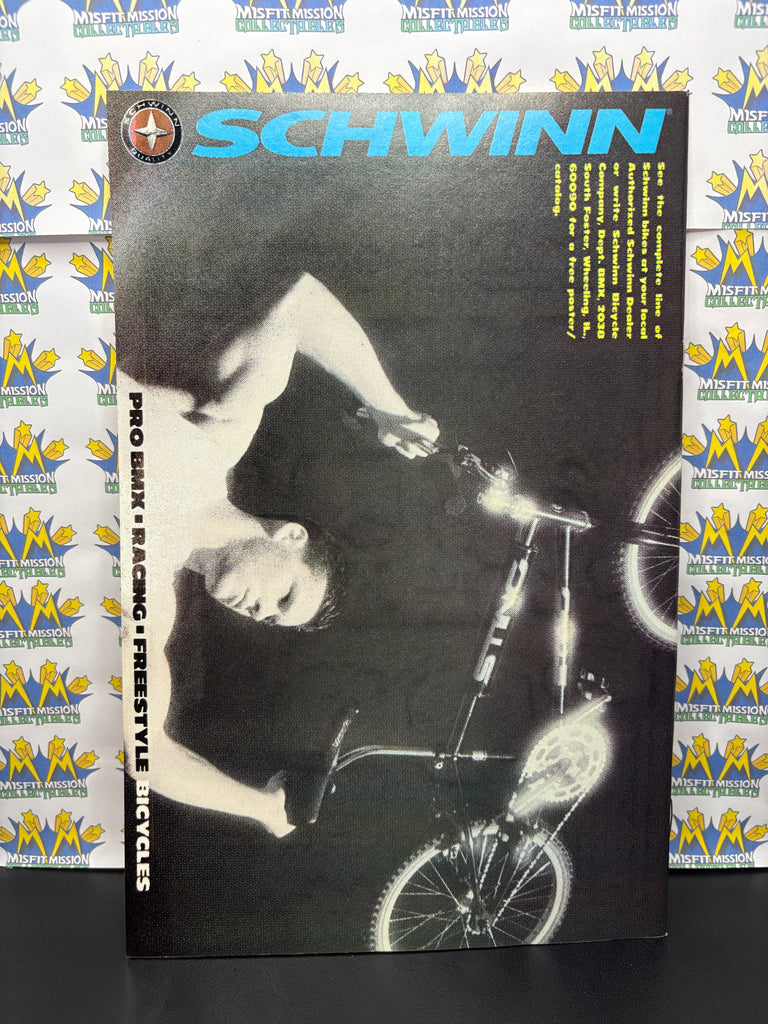 SCHWINN
SCHWINN
QUALITY
See the complete line of
Schwinn bikes at your local
Authorized Schwinn Dealer
or write Schwinn Bicycle
Company, Dept. BMX, 2038
South Foster, Wheeling, IL,
60090 for a free poster/
catalog.
PRO BMX ▪ RACING ▪ FREESTYLE BICYCLES
MISFIT MISSION
COLLECTABLES